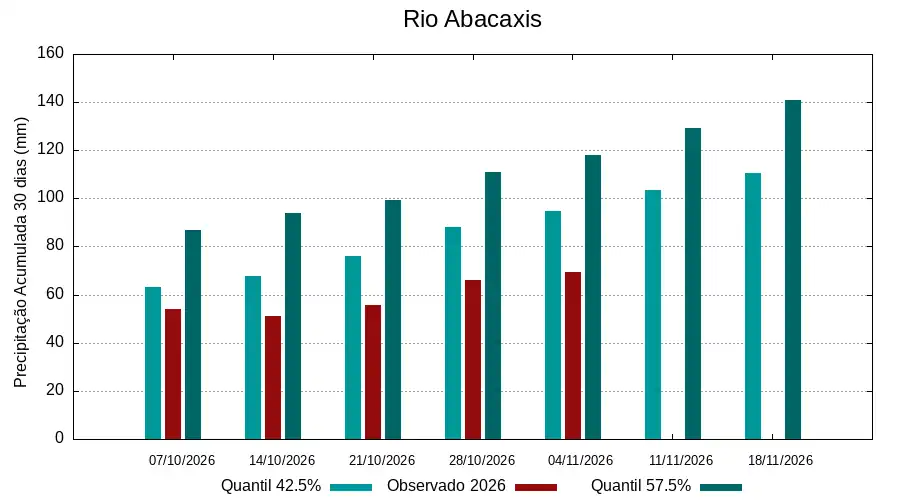 Rio Abacaxis
Precipitação Acumulada 30 dias (mm)
160
140
120
100
80
60
40
20
0
07/10/2026 14/10/2026 21/10/2026 28/10/2026 04/11/2026 11/11/2026 18/11/2026
Quantil 42.5% Observado 2026 Quantil 57.5%